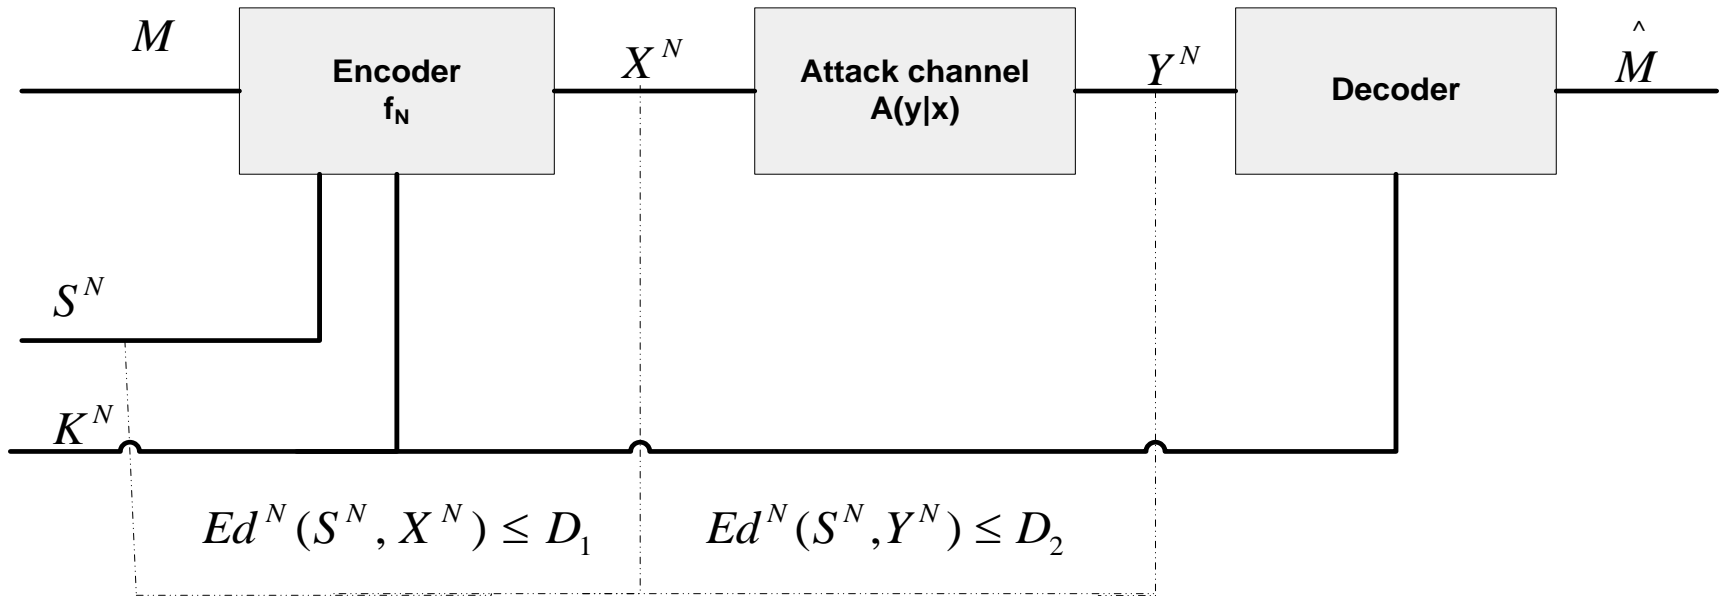 M
Encoder
f_N
X^N
Attack channel
A(y|x)
Y^N
Decoder
M̂
S^N
K^N
Ed^N(S^N, X^N) ≤ D_1
Ed^N(S^N, Y^N) ≤ D_2